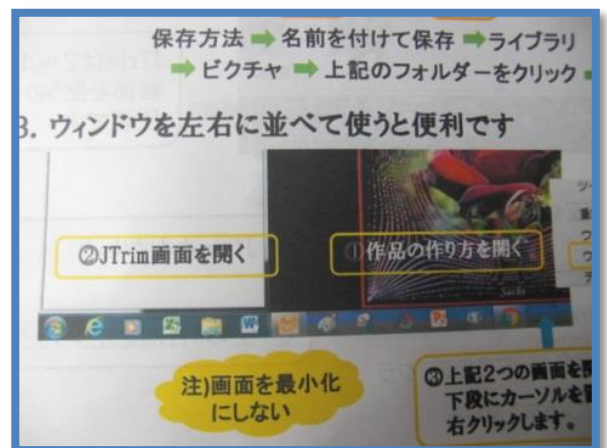 保存方法 ➡ 名前を付けて保存 ➡ライブラリ
➡ ピクチャ ➡ 上記のフォルダーをクリック
3. ウィンドウを左右に並べて使うと便利です
②JTrim画面を開く
①作品の作り方を開く
Sachi
注)画面を最小化
にしない
③上記2つの画面を
下段にカーソルを
右クリックします。